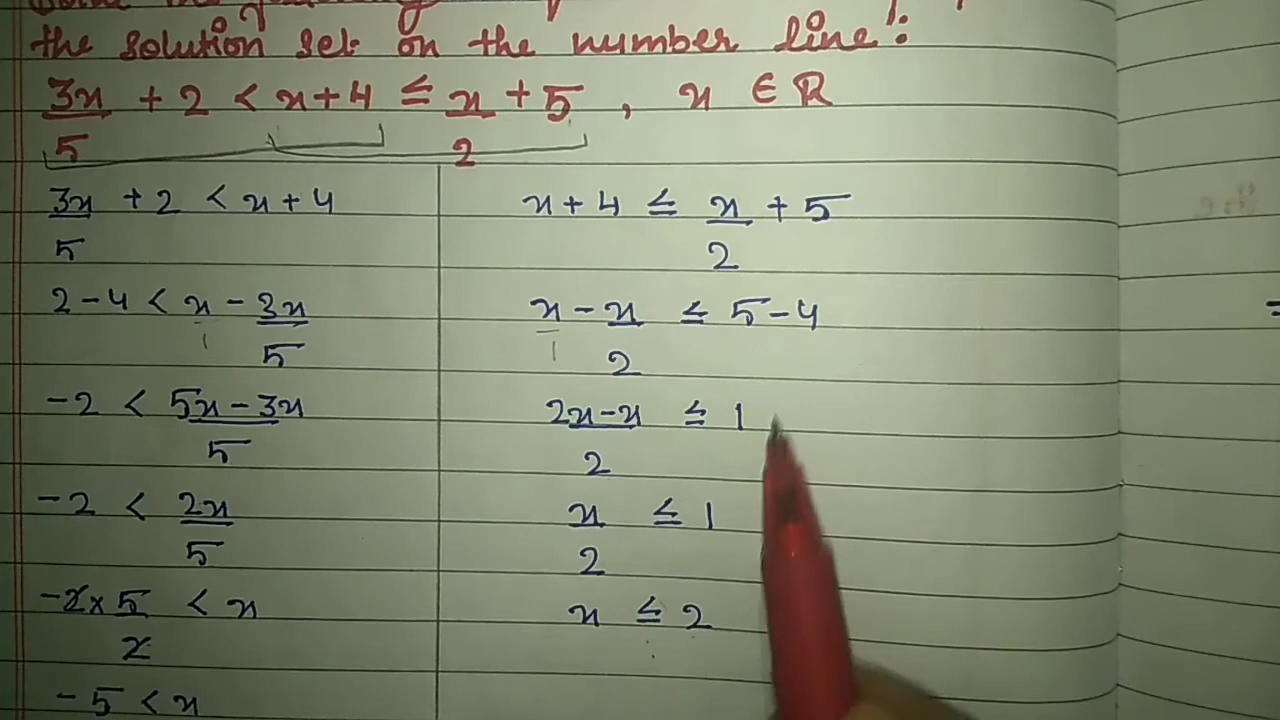 the solution set on the number line:
3x/5 + 2 < x + 4 ≤ x/2 + 5 , x ∈ R
3x/5 + 2 < x + 4
2 - 4 < x/1 - 3x/5
-2 < 5x - 3x/5
-2 < 2x/5
-2 × 5/2 < x
-5 < x
x + 4 ≤ x/2 + 5
x/1 - x/2 ≤ 5 - 4
2x - x/2 ≤ 1
x/2 ≤ 1
x ≤ 2
=